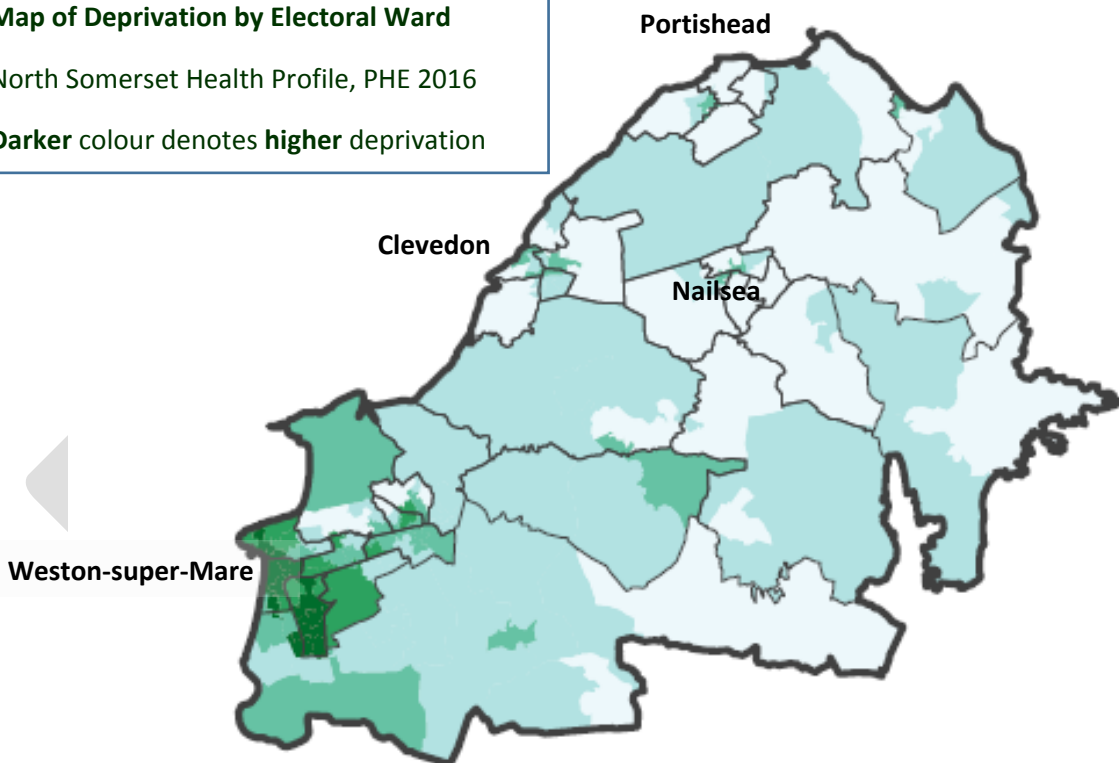 Map of Deprivation by Electoral Ward
North Somerset Health Profile, PHE 2016
Darker colour denotes higher deprivation
Portishead
Clevedon
Nailsea
Weston-super-Mare